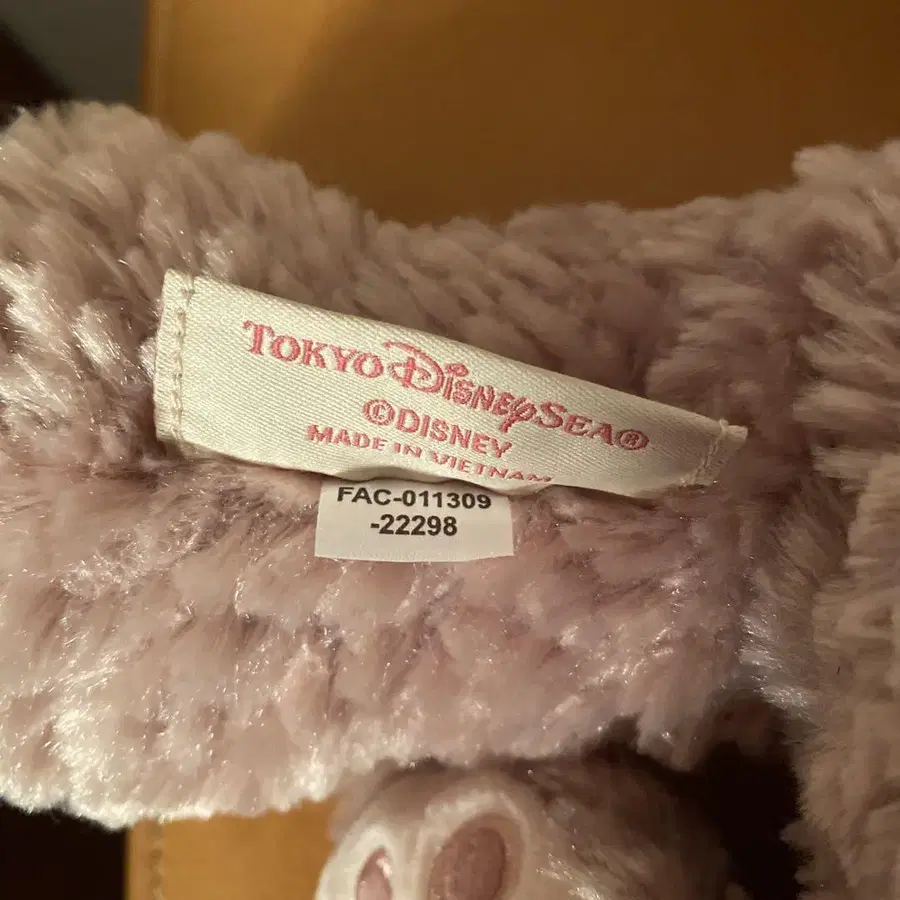 TOKYO DISNEYSEA®
©DISNEY
MADE IN VIETNAM
FAC-011309
-22298